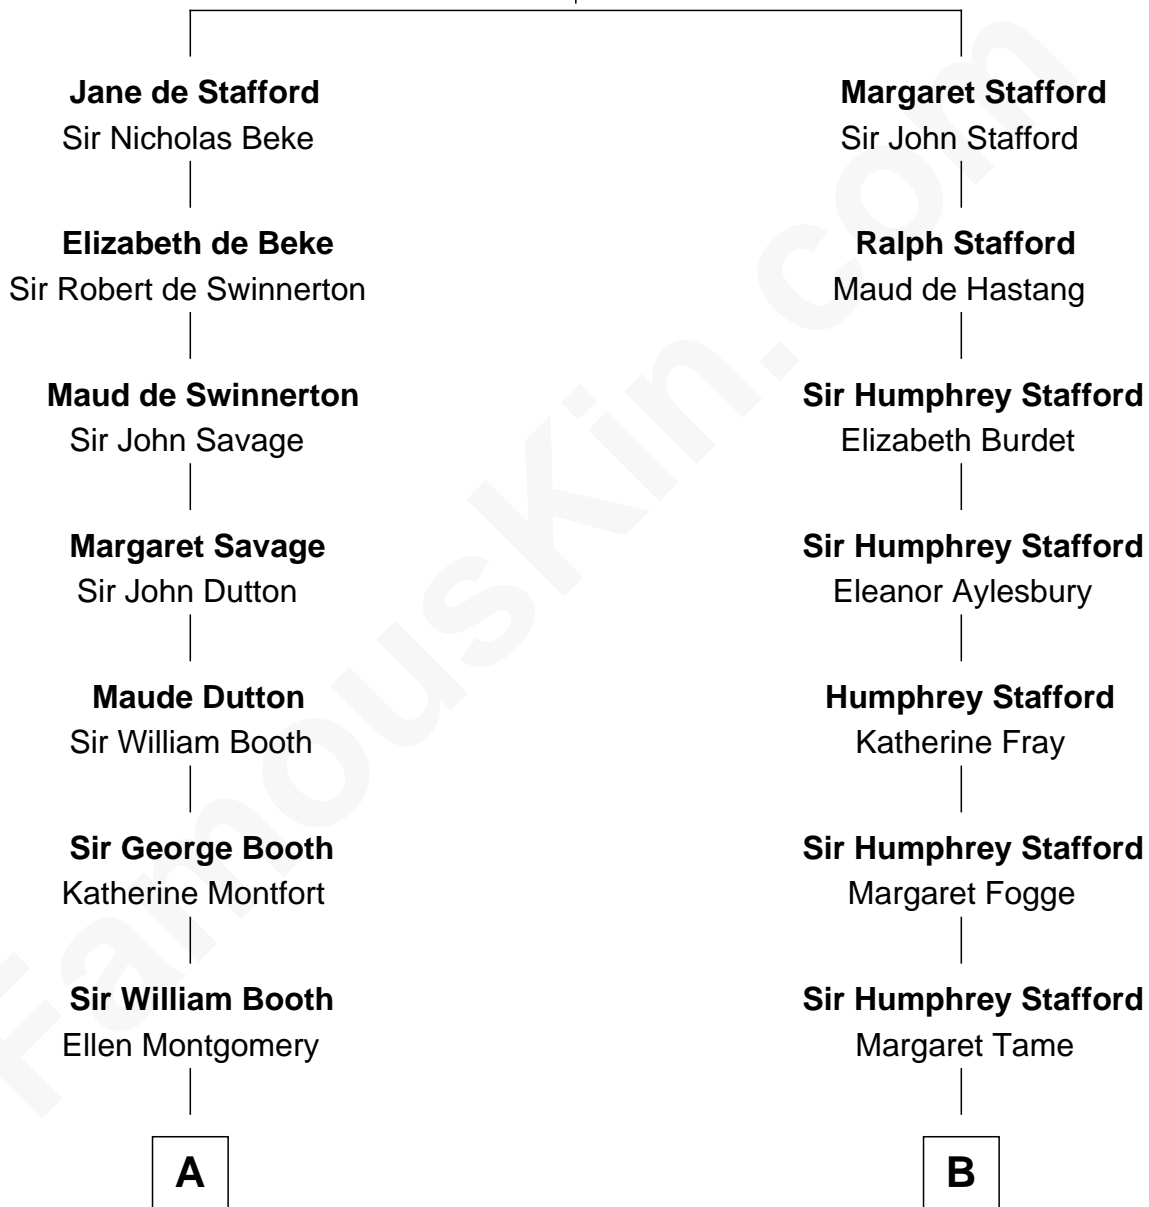 Jane de Stafford
Sir Nicholas Beke
Elizabeth de Beke
Sir Robert de Swinnerton
Maud de Swinnerton
Sir John Savage
Margaret Savage
Sir John Dutton
Maude Dutton
Sir William Booth
Sir George Booth
Katherine Montfort
Sir William Booth
Ellen Montgomery
A
Margaret Stafford
Sir John Stafford
Ralph Stafford
Maud de Hastang
Sir Humphrey Stafford
Elizabeth Burdet
Sir Humphrey Stafford
Eleanor Aylesbury
Humphrey Stafford
Katherine Fray
Sir Humphrey Stafford
Margaret Fogge
Sir Humphrey Stafford
Margaret Tame
B
FamousKin.com